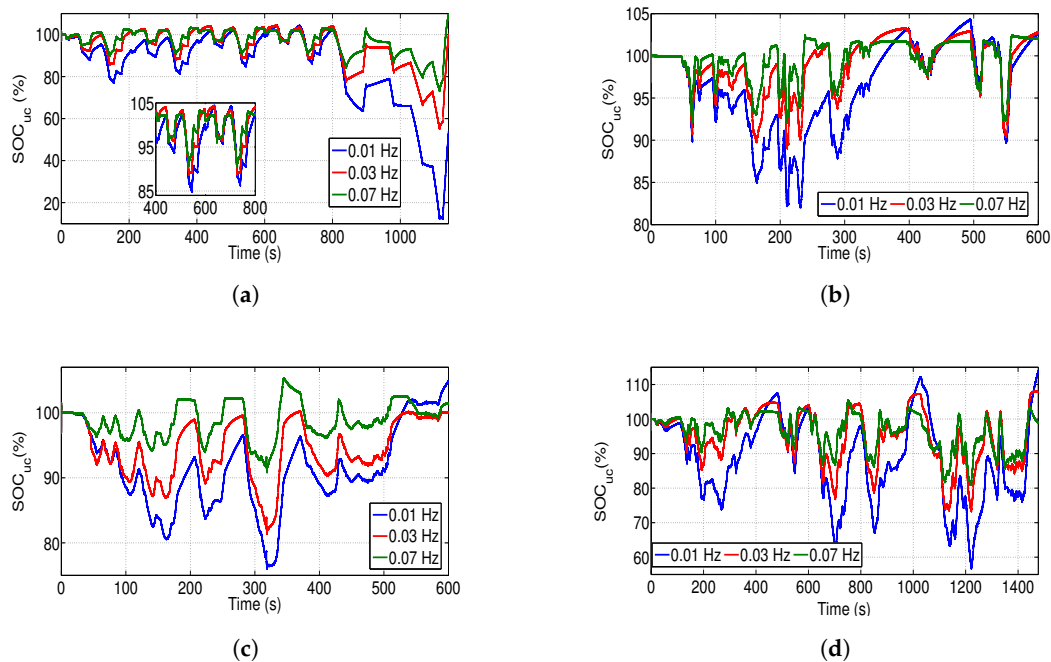 SOC_uc (%)
100
80
60
40
20
105
95
85
400 600 800
0.01 Hz
0.03 Hz
0.07 Hz
0 200 400 600 800 1000
Time (s)
(a)
SOC_uc (%)
105
100
95
90
85
80
0.01 Hz 0.03 Hz 0.07 Hz
0 100 200 300 400 500 600
Time (s)
(b)
SOC_uc (%)
100
90
80
0.01 Hz
0.03 Hz
0.07 Hz
0 100 200 300 400 500 600
Time (s)
(c)
SOC_uc(%)
110
100
90
80
70
60
0.01 Hz 0.03 Hz 0.07 Hz
0 200 400 600 800 1000 1200 1400
Time (s)
(d)